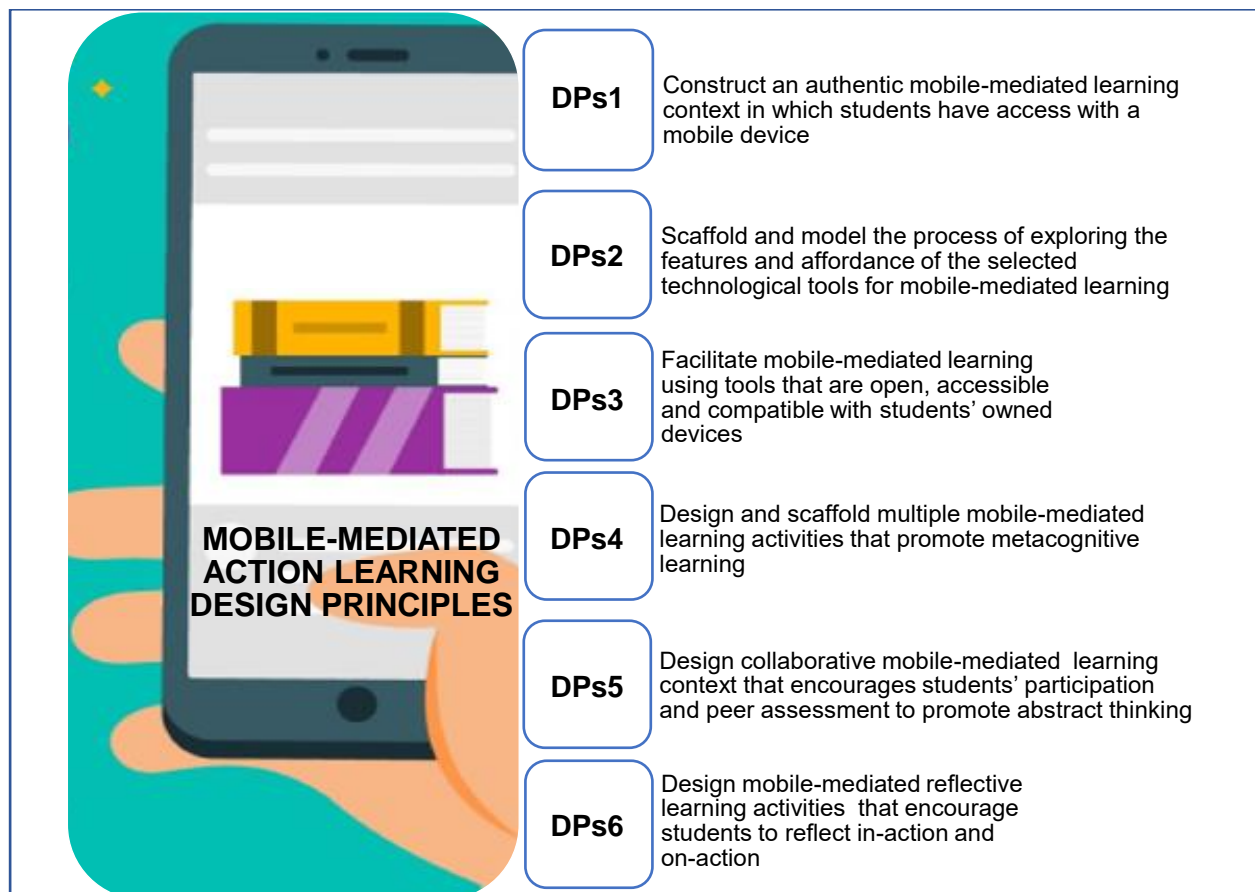 MOBILE-MEDIATED
ACTION LEARNING
DESIGN PRINCIPLES
DPs1
Construct an authentic mobile-mediated learning
context in which students have access with a
mobile device
DPs2
Scaffold and model the process of exploring the
features and affordance of the selected
technological tools for mobile-mediated learning
DPs3
Facilitate mobile-mediated learning
using tools that are open, accessible
and compatible with students’ owned
devices
DPs4
Design and scaffold multiple mobile-mediated
learning activities that promote metacognitive
learning
DPs5
Design collaborative mobile-mediated  learning
context that encourages students’ participation
and peer assessment to promote abstract thinking
DPs6
Design mobile-mediated reflective
learning activities  that encourage
students to reflect in-action and
on-action